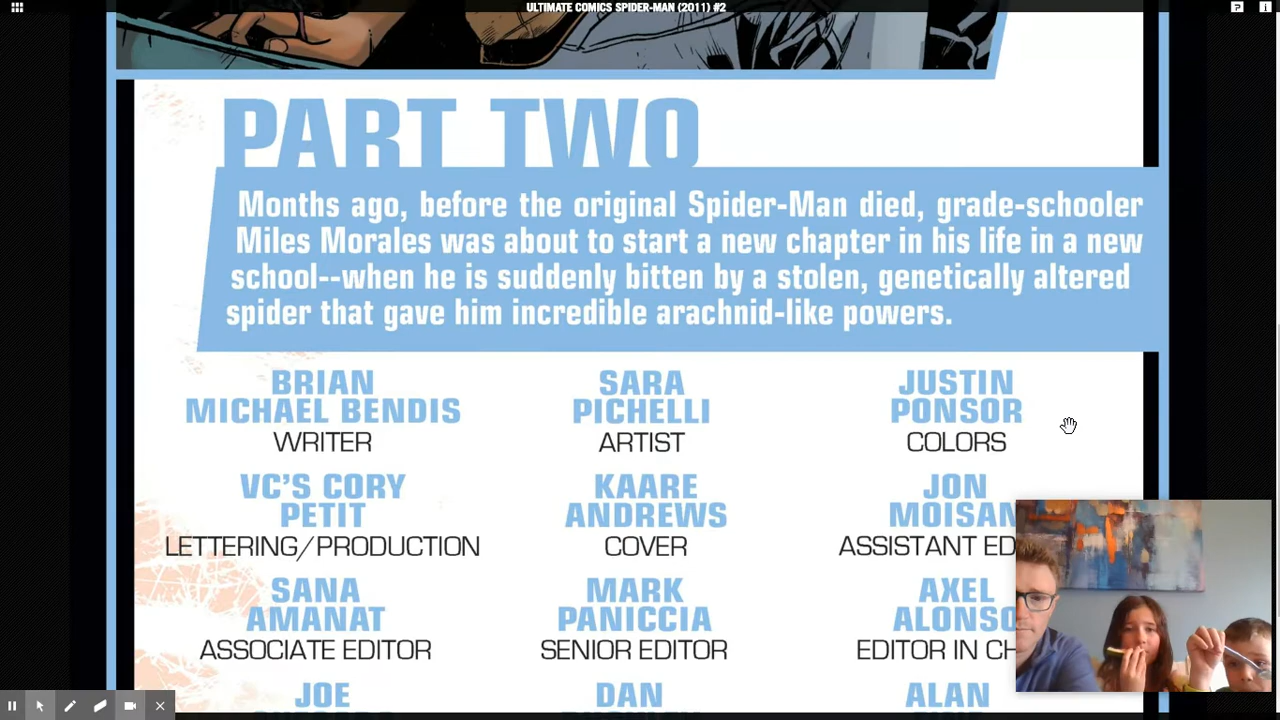 ULTIMATE COMICS SPIDER-MAN (2011) #2
PART TWO
Months ago, before the original Spider-Man died, grade-schooler
Miles Morales was about to start a new chapter in his life in a new
school--when he is suddenly bitten by a stolen, genetically altered
spider that gave him incredible arachnid-like powers.
BRIAN
MICHAEL BENDIS
WRITER
SARA
PICHELLI
ARTIST
JUSTIN
PONSOR
COLORS
VC'S CORY
PETIT
LETTERING/PRODUCTION
KAARE
ANDREWS
COVER
JON
MOISAN
ASSISTANT ED
SANA
AMANAT
ASSOCIATE EDITOR
MARK
PANICCIA
SENIOR EDITOR
AXEL
ALONSO
EDITOR IN CH
JOE
DAN
ALAN